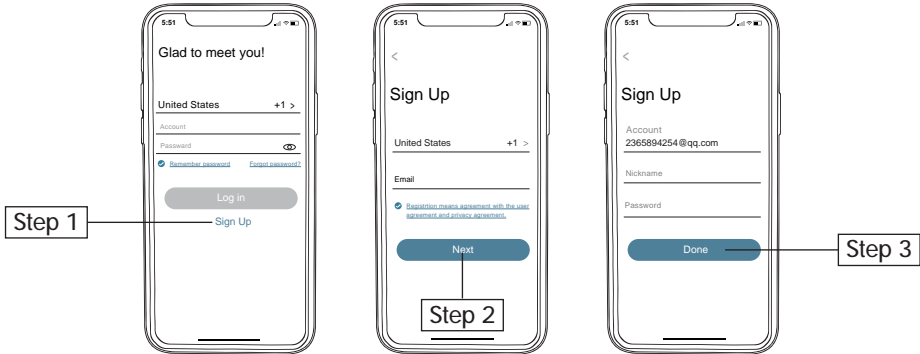 5:51
Glad to meet you!
United States +1 >
Account
Password
Remember password Forgot password?
Log in
Sign Up
Step 1
5:51
<
Sign Up
United States +1 >
Email
Registrtion means agreement with the user
agreement and privacy agreement.
Next
Step 2
5:51
<
Sign Up
Account
2365894254@qq.com
Nickname
Password
Done
Step 3